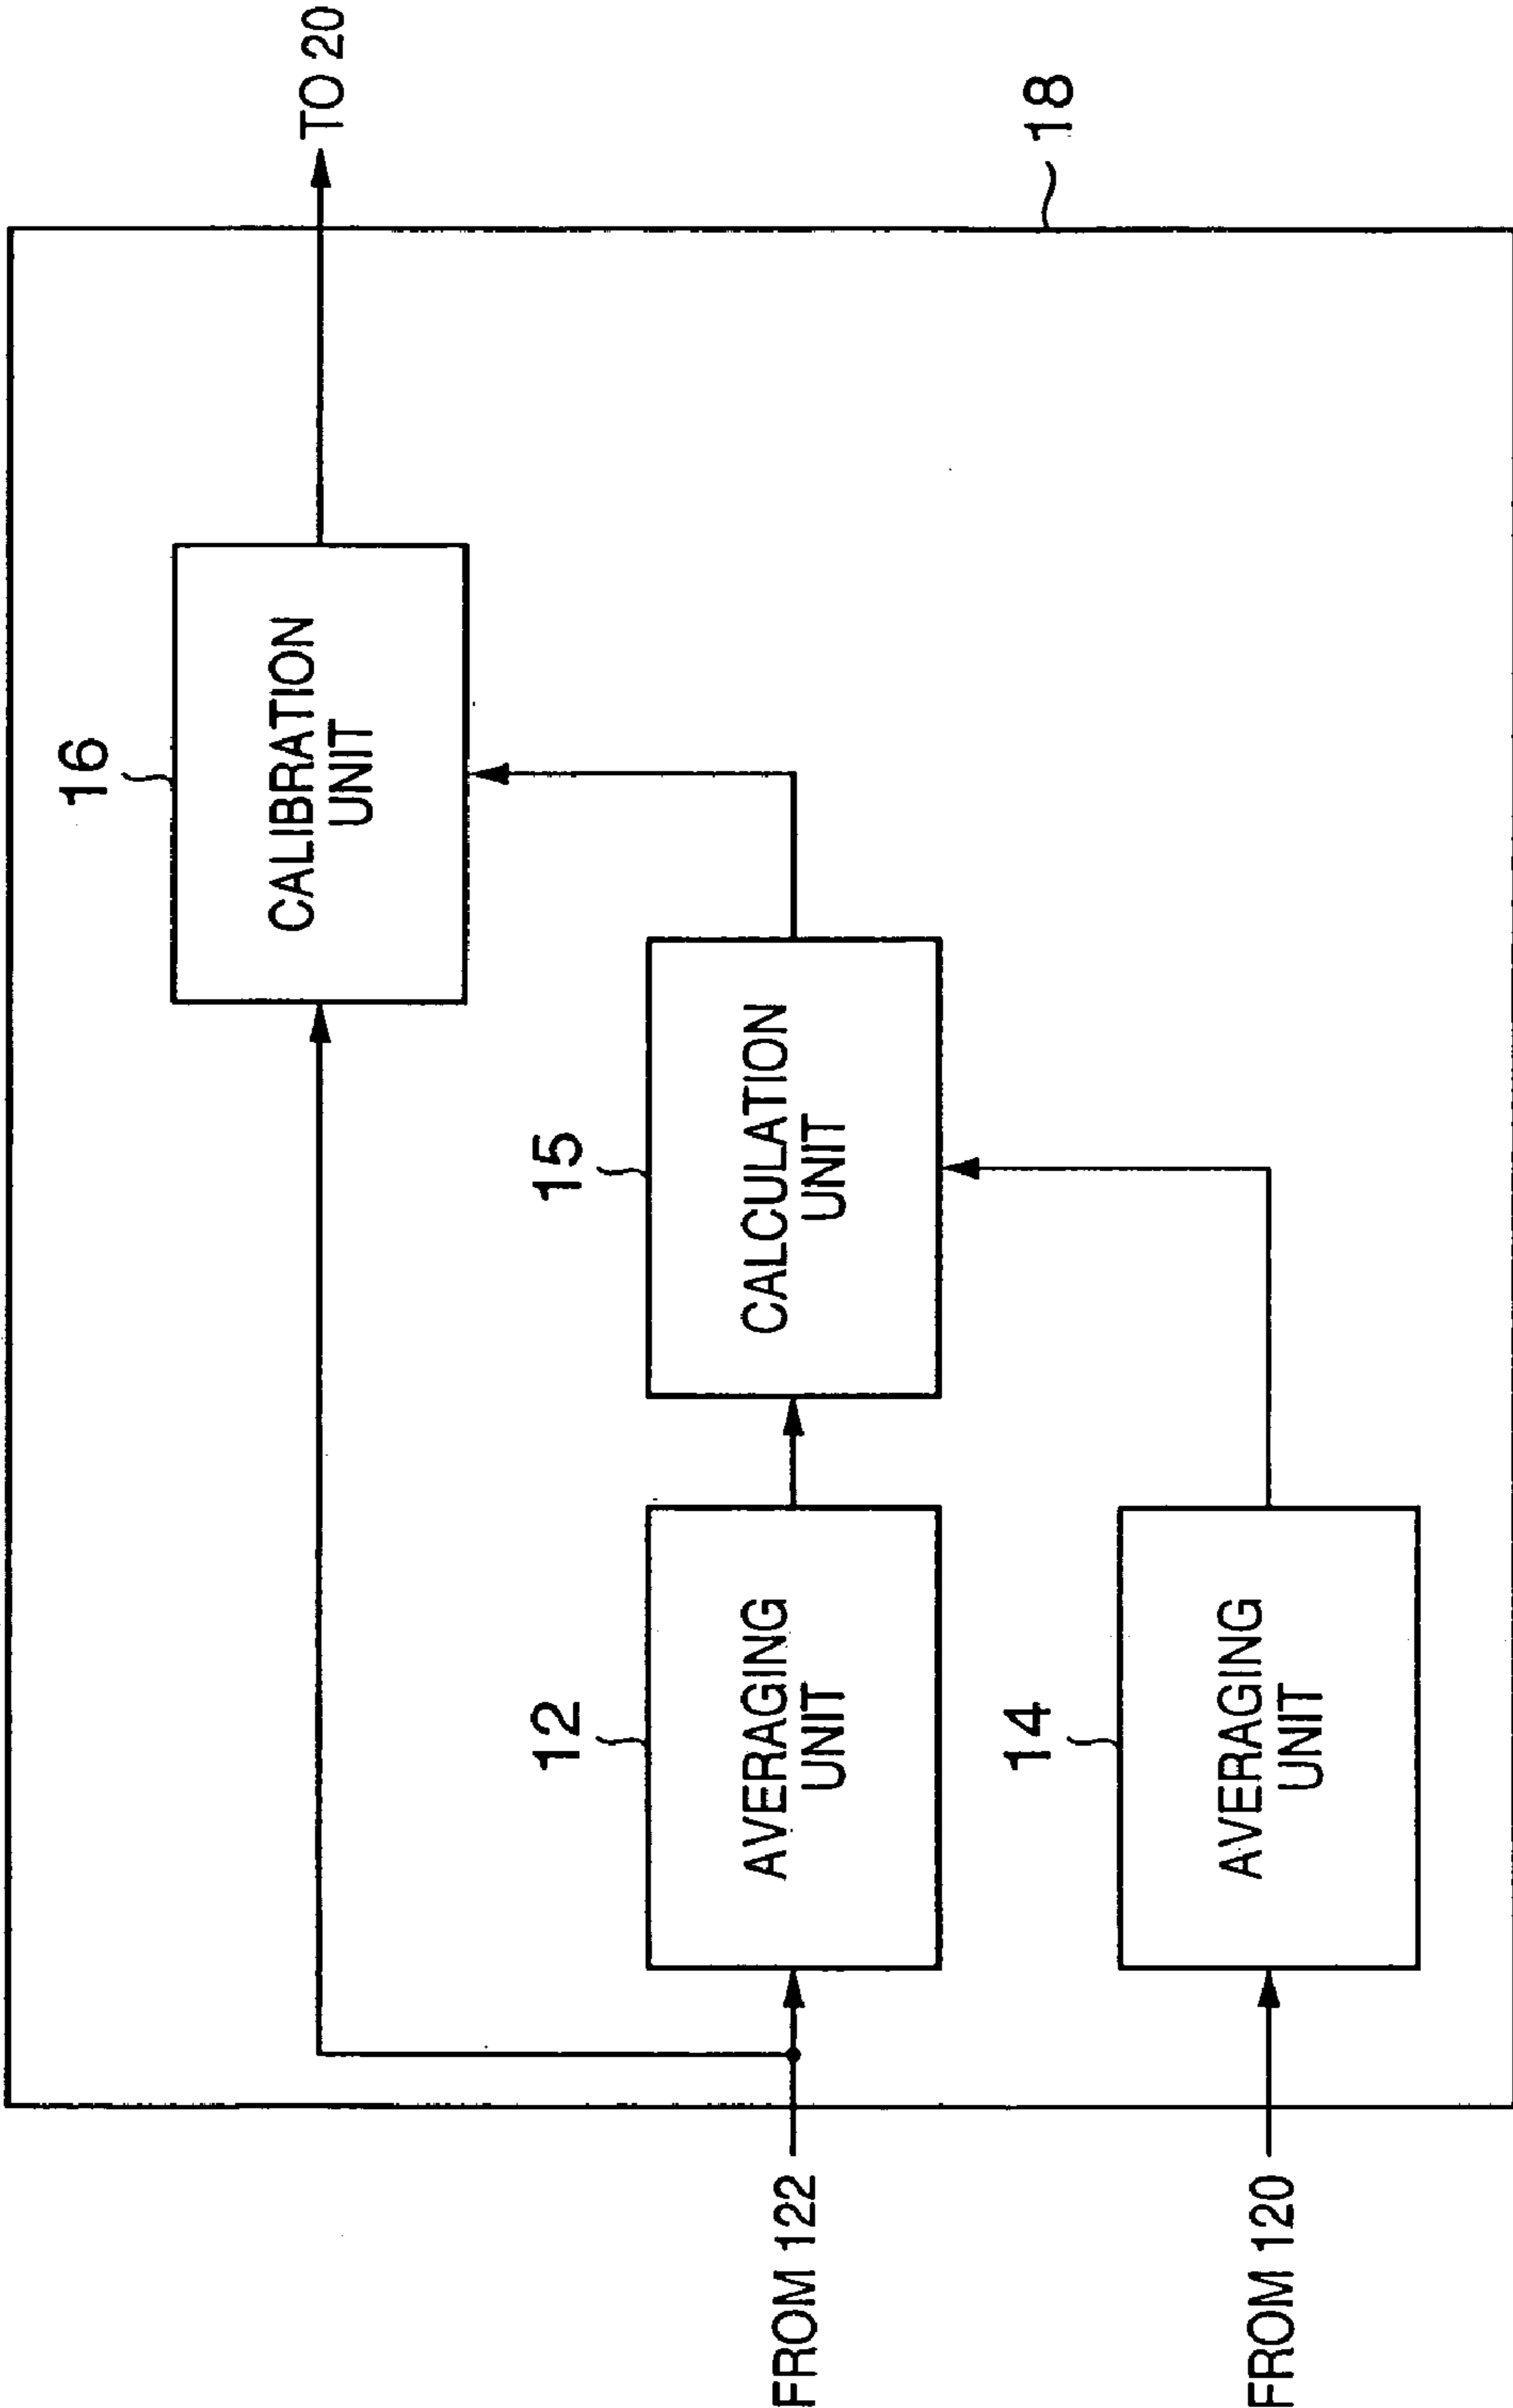 TO 20
18
16
CALIBRATION
UNIT
15
CALCULATION
UNIT
12
AVERAGING
UNIT
14
AVERAGING
UNIT
FROM 122
FROM 120